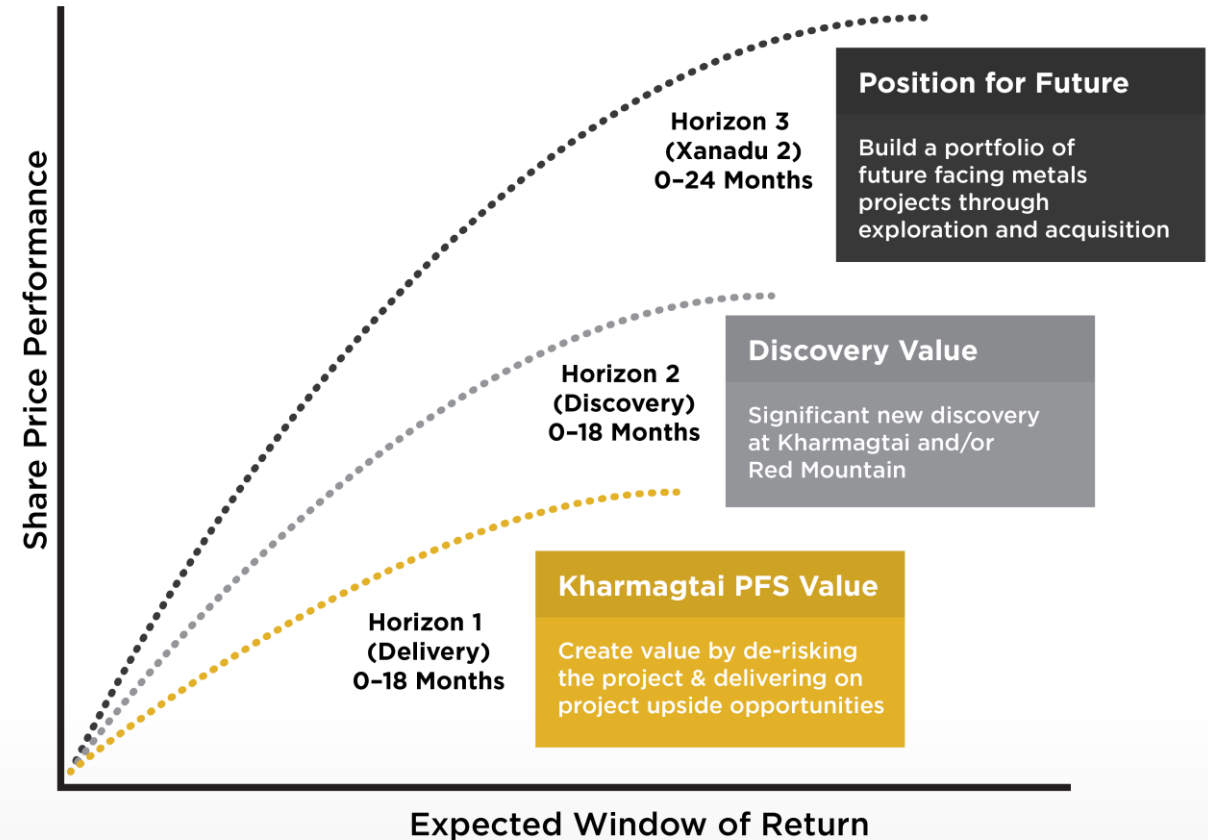 Share Price Performance
Position for Future
Build a portfolio of
future facing metals
projects through
exploration and acquisition
Horizon 3
(Xanadu 2)
0–24 Months
Discovery Value
Significant new discovery
at Kharmagtai and/or
Red Mountain
Horizon 2
(Discovery)
0–18 Months
Kharmagtai PFS Value
Create value by de-risking
the project & delivering on
project upside opportunities
Horizon 1
(Delivery)
0–18 Months
Expected Window of Return